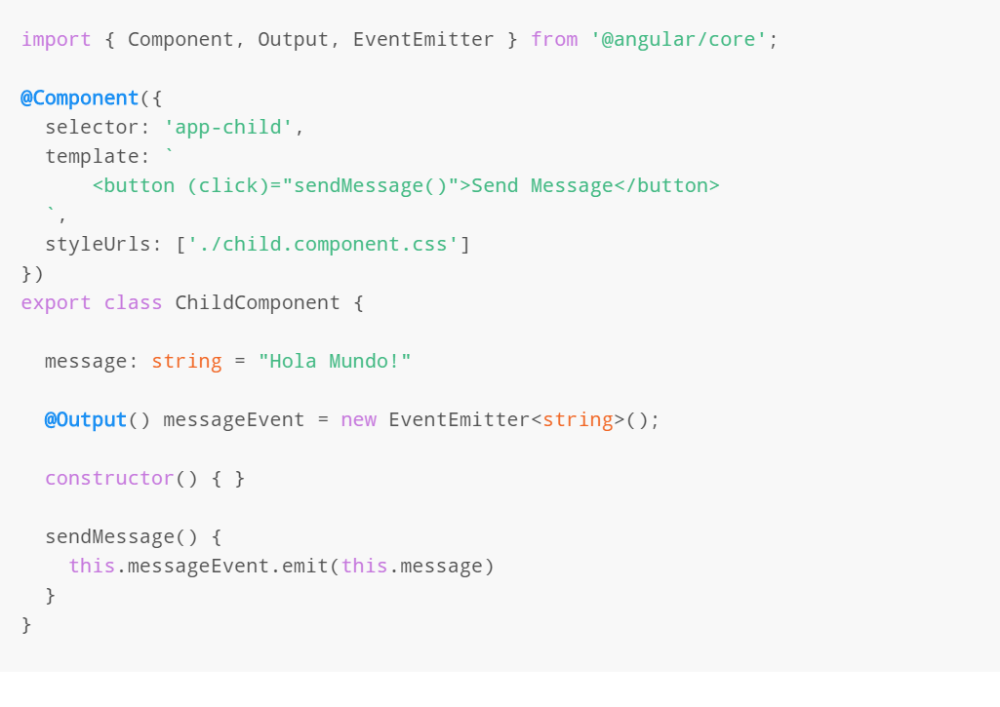 import { Component, Output, EventEmitter } from '@angular/core';

@Component({
  selector: 'app-child',
  template: `
      <button (click)="sendMessage()">Send Message</button>
  `,
  styleUrls: ['./child.component.css']
})
export class ChildComponent {

  message: string = "Hola Mundo!"

  @Output() messageEvent = new EventEmitter<string>();

  constructor() { }

  sendMessage() {
    this.messageEvent.emit(this.message)
  }
}